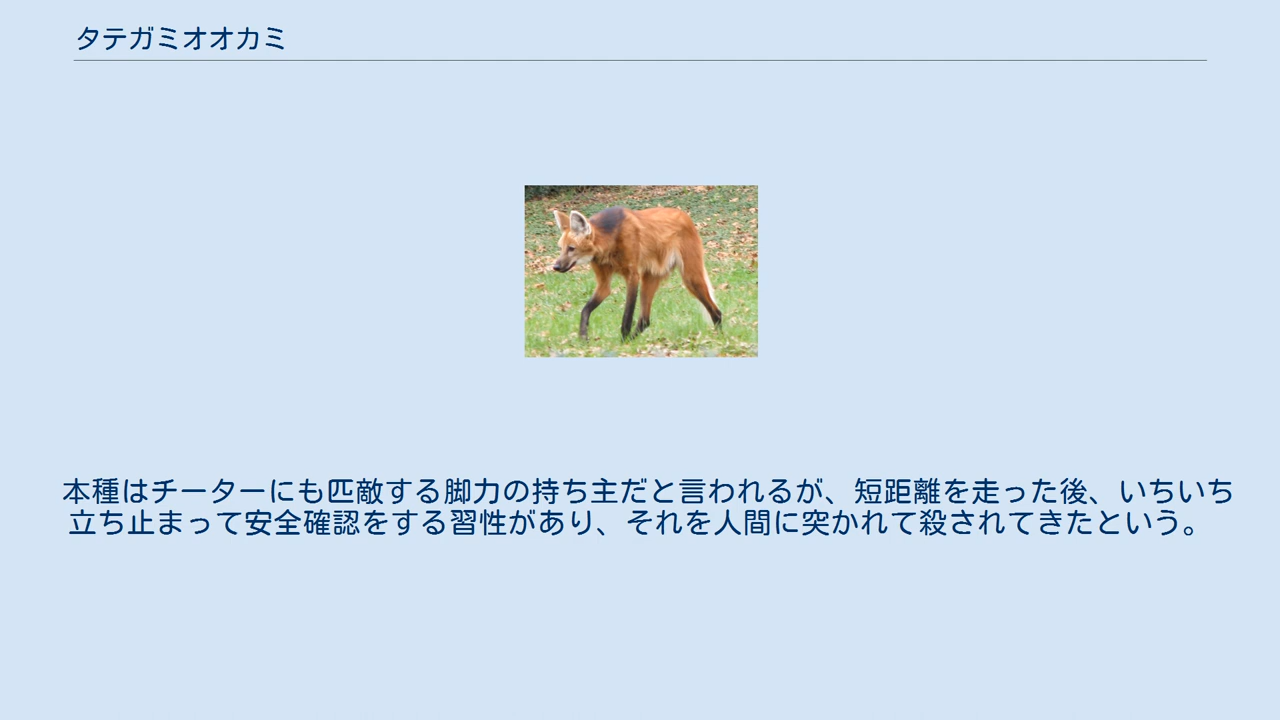 タテガミオオカミ
本種はチーターにも匹敵する脚力の持ち主だと言われるが、短距離を走った後、いちいち
立ち止まって安全確認をする習性があり、それを人間に突かれて殺されてきたという。